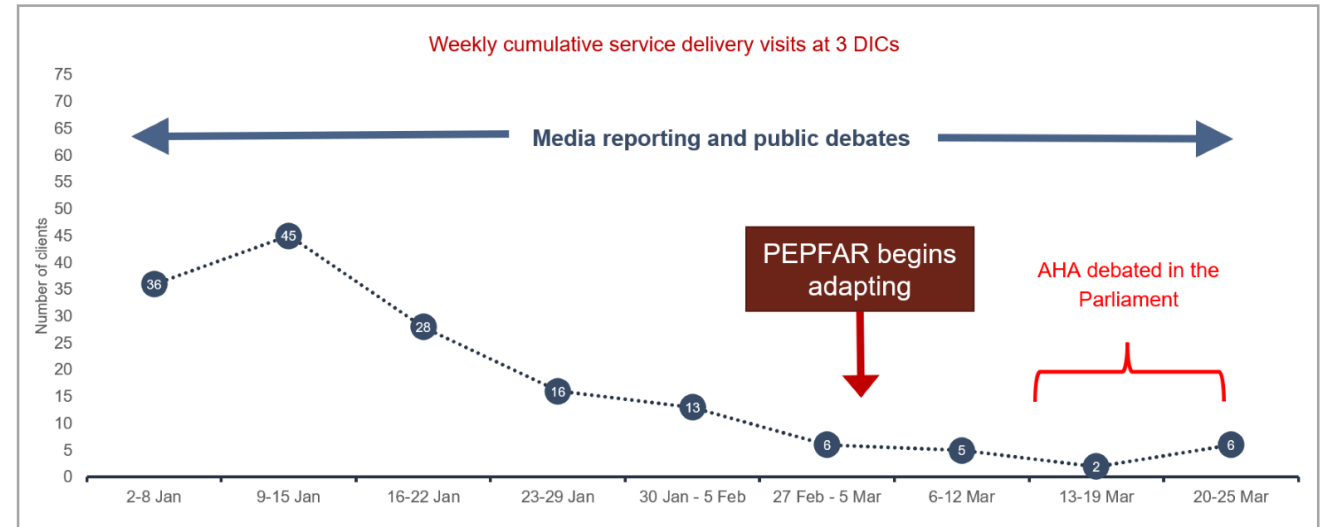 Weekly cumulative service delivery visits at 3 DICs
75
70
65
60
55
50
45
40
35
30
25
20
15
10
5
0
Number of clients
Media reporting and public debates
PEPFAR begins
adapting
AHA debated in the
Parliament
36
45
28
16
13
6
5
2
6
2-8 Jan
9-15 Jan
16-22 Jan
23-29 Jan
30 Jan - 5 Feb
27 Feb - 5 Mar
6-12 Mar
13-19 Mar
20-25 Mar